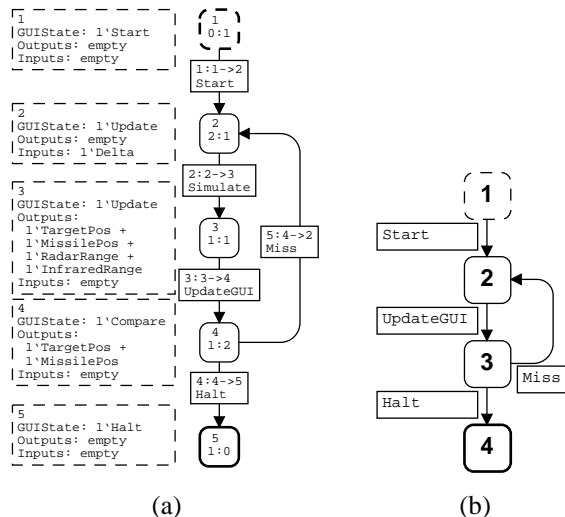 1
GUIState: 1`Start
Outputs: empty
Inputs: empty
1
0:1
1:1->2
Start
2
GUIState: 1`Update
Outputs: empty
Inputs: 1`Delta
2
2:1
2:2->3
Simulate
3
GUIState: 1`Update
Outputs:
1`TargetPos +
1`MissilePos +
1`RadarRange +
1`InfraredRange
Inputs: empty
3
1:1
5:4->2
Miss
3:3->4
UpdateGUI
4
GUIState: 1`Compare
Outputs:
1`TargetPos +
1`MissilePos
Inputs: empty
4
1:2
4:4->5
Halt
5
GUIState: 1`Halt
Outputs: empty
Inputs: empty
5
1:0
(a)
1
Start
2
UpdateGUI
3
Miss
Halt
4
(b)